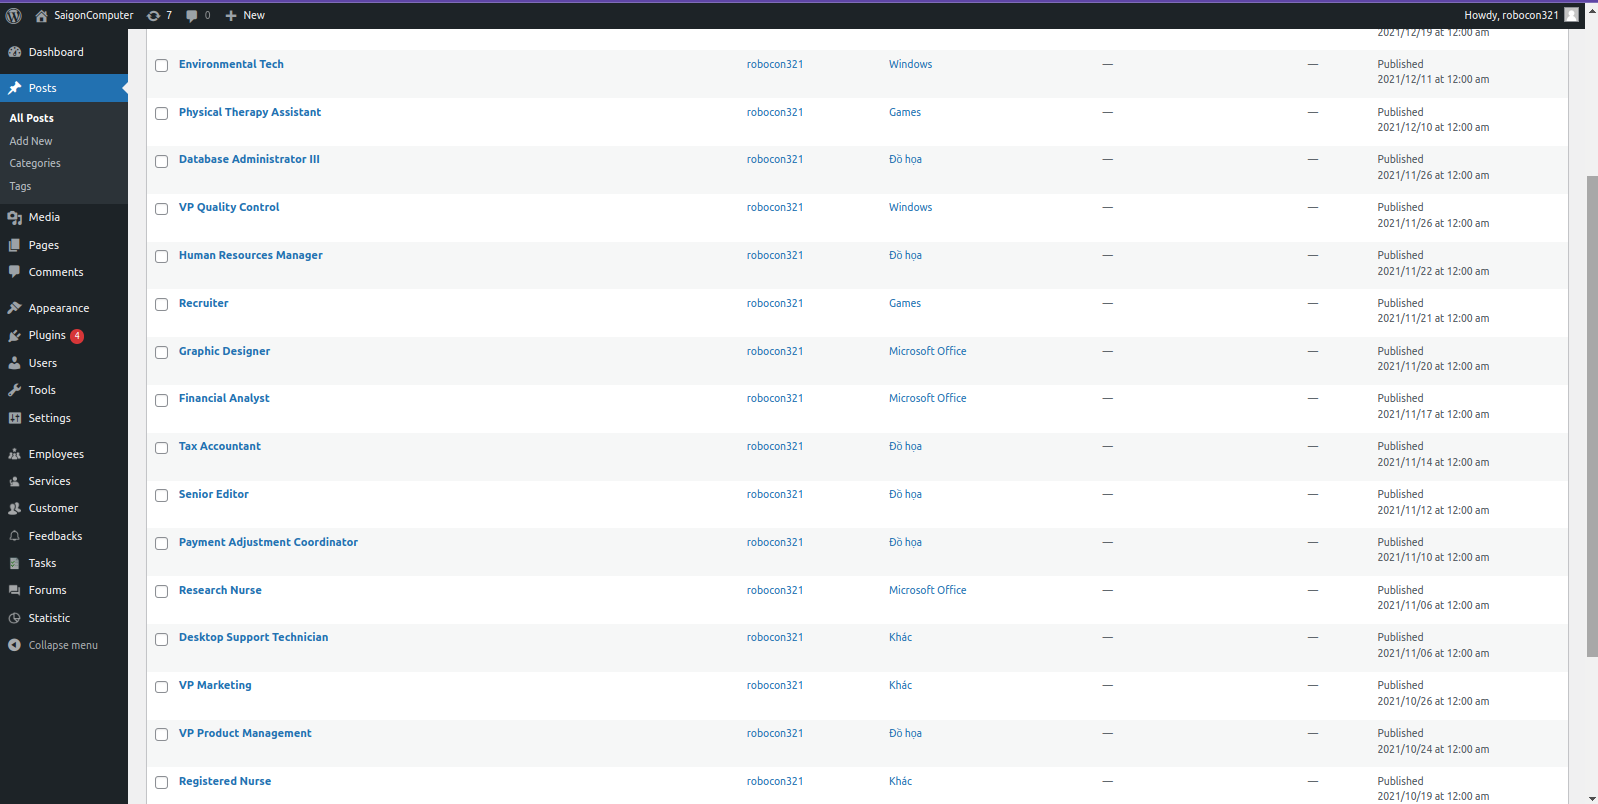 SaigonComputer 7 0 New Howdy, robocon321
Dashboard
Posts
All Posts
Add New
Categories
Tags
Media
Pages
Comments
Appearance
Plugins 4
Users
Tools
Settings
Employees
Services
Customer
Feedbacks
Tasks
Forums
Statistic
Collapse menu
2021/12/19 at 12:00 am
Environmental Tech robocon321 Windows — — Published
2021/12/11 at 12:00 am
Physical Therapy Assistant robocon321 Games — — Published
2021/12/10 at 12:00 am
Database Administrator III robocon321 Đồ họa — — Published
2021/11/26 at 12:00 am
VP Quality Control robocon321 Windows — — Published
2021/11/26 at 12:00 am
Human Resources Manager robocon321 Đồ họa — — Published
2021/11/22 at 12:00 am
Recruiter robocon321 Games — — Published
2021/11/21 at 12:00 am
Graphic Designer robocon321 Microsoft Office — — Published
2021/11/20 at 12:00 am
Financial Analyst robocon321 Microsoft Office — — Published
2021/11/17 at 12:00 am
Tax Accountant robocon321 Đồ họa — — Published
2021/11/14 at 12:00 am
Senior Editor robocon321 Đồ họa — — Published
2021/11/12 at 12:00 am
Payment Adjustment Coordinator robocon321 Đồ họa — — Published
2021/11/10 at 12:00 am
Research Nurse robocon321 Microsoft Office — — Published
2021/11/06 at 12:00 am
Desktop Support Technician robocon321 Khác — — Published
2021/11/06 at 12:00 am
VP Marketing robocon321 Khác — — Published
2021/10/26 at 12:00 am
VP Product Management robocon321 Đồ họa — — Published
2021/10/24 at 12:00 am
Registered Nurse robocon321 Khác — — Published
2021/10/19 at 12:00 am